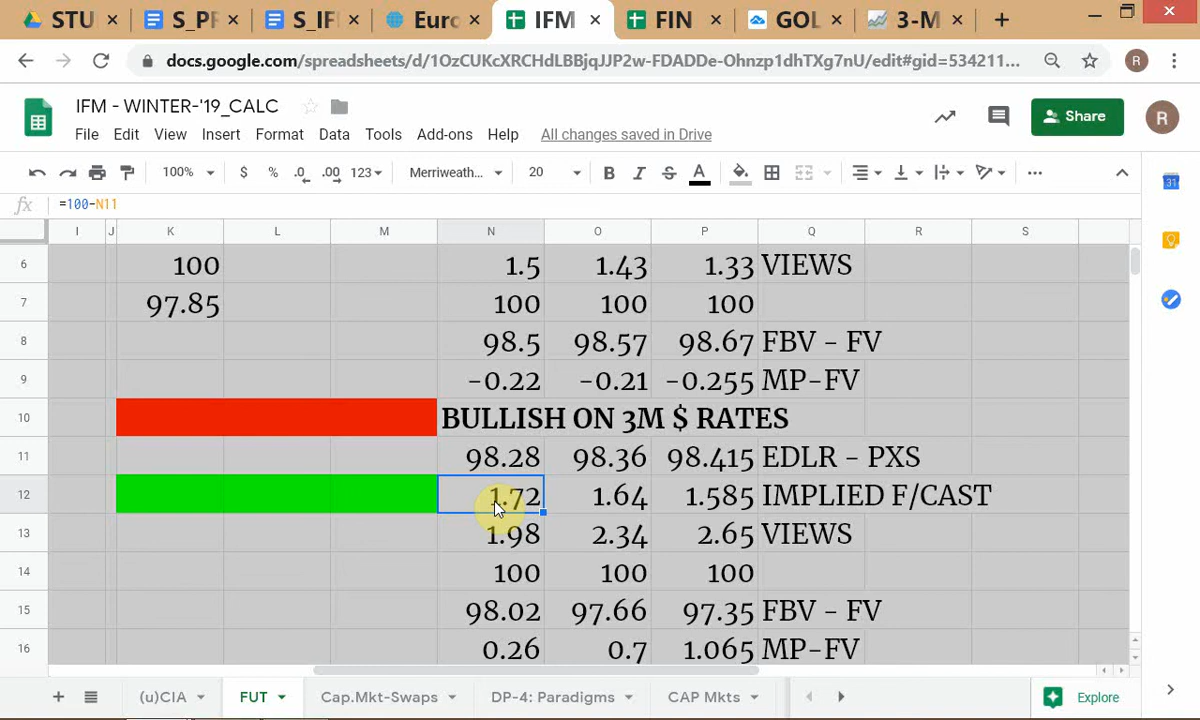 STU S_PF S_IF Euro IFM FIN GOL 3-M
docs.google.com/spreadsheets/d/1OzCUKcXRCHdLBBjqJJP2w-FDADDe-Ohnzp1dhTXg7nU/edit#gid=534211... R
IFM - WINTER-'19_CALC
File Edit View Insert Format Data Tools Add-ons Help All changes saved in Drive
Share R
100% $ % .0 .00 123 Merriweath... 20 B I S A
fx =100-N11
I J K L M N O P Q R S
6 100 1.5 1.43 1.33 VIEWS
7 97.85 100 100 100
8 98.5 98.57 98.67 FBV - FV
9 -0.22 -0.21 -0.255 MP-FV
10 BULLISH ON 3M $ RATES
11 98.28 98.36 98.415 EDLR - PXS
12 1.72 1.64 1.585 IMPLIED F/CAST
13 1.98 2.34 2.65 VIEWS
14 100 100 100
15 98.02 97.66 97.35 FBV - FV
16 0.26 0.7 1.065 MP-FV
(u)CIA FUT Cap.Mkt-Swaps DP-4: Paradigms CAP Mkts Explore
31